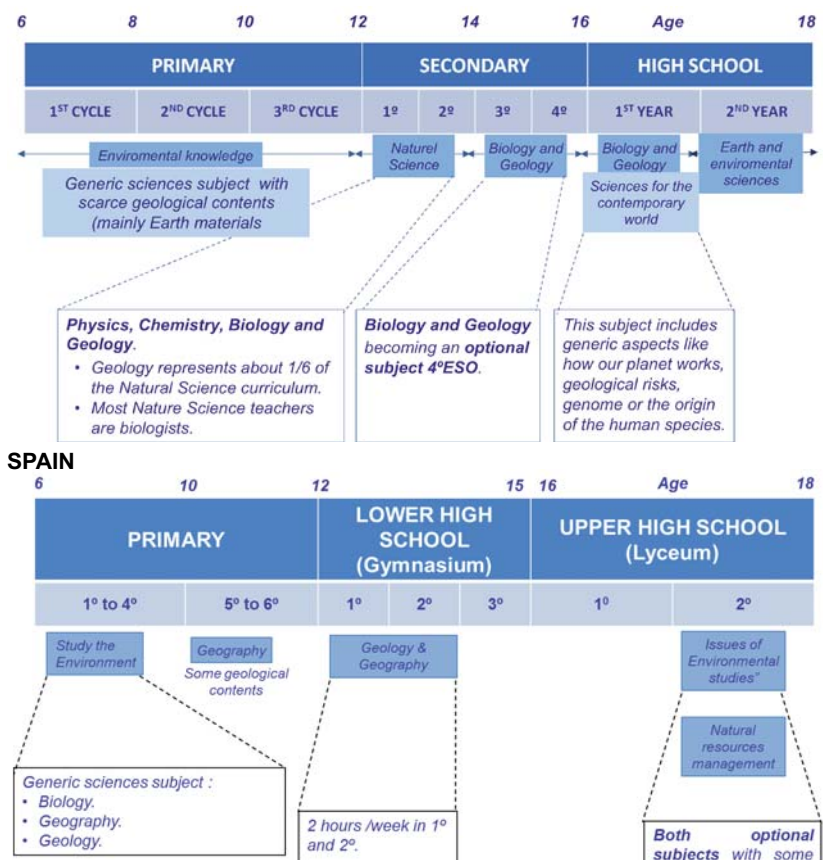 6 8 10 12 14 16 Age 18
PRIMARY SECONDARY HIGH SCHOOL
1ST CYCLE 2ND CYCLE 3RD CYCLE 1º 2º 3º 4º 1ST YEAR 2ND YEAR
Enviromental knowledge
Generic sciences subject with
scarce geological contents
(mainly Earth materials
Naturel
Science
Biology and
Geology
Biology and
Geology
Sciences for the
contemporary
world
Earth and
enviromental
sciences
Physics, Chemistry, Biology and
Geology.
• Geology represents about 1/6 of
the Natural Science curriculum.
• Most Nature Science teachers
are biologists.
Biology and Geology
becoming an optional
subject 4ºESO.
This subject includes
generic aspects like
how our planet works,
geological risks,
genome or the origin
of the human species.
SPAIN
6 10 12 15 16 Age 18
PRIMARY
LOWER HIGH
SCHOOL
(Gymnasium)
UPPER HIGH SCHOOL
(Lyceum)
1º to 4º 5º to 6º 1º 2º 3º 1º 2º
Study the
Environment
Geography
Some geological
contents
Geology &
Geography
Issues of
Environmental
studies"
Natural
resources
management
Generic sciences subject :
• Biology.
• Geography.
• Geology.
2 hours /week in 1º
and 2º.
Both optional
subjects with some